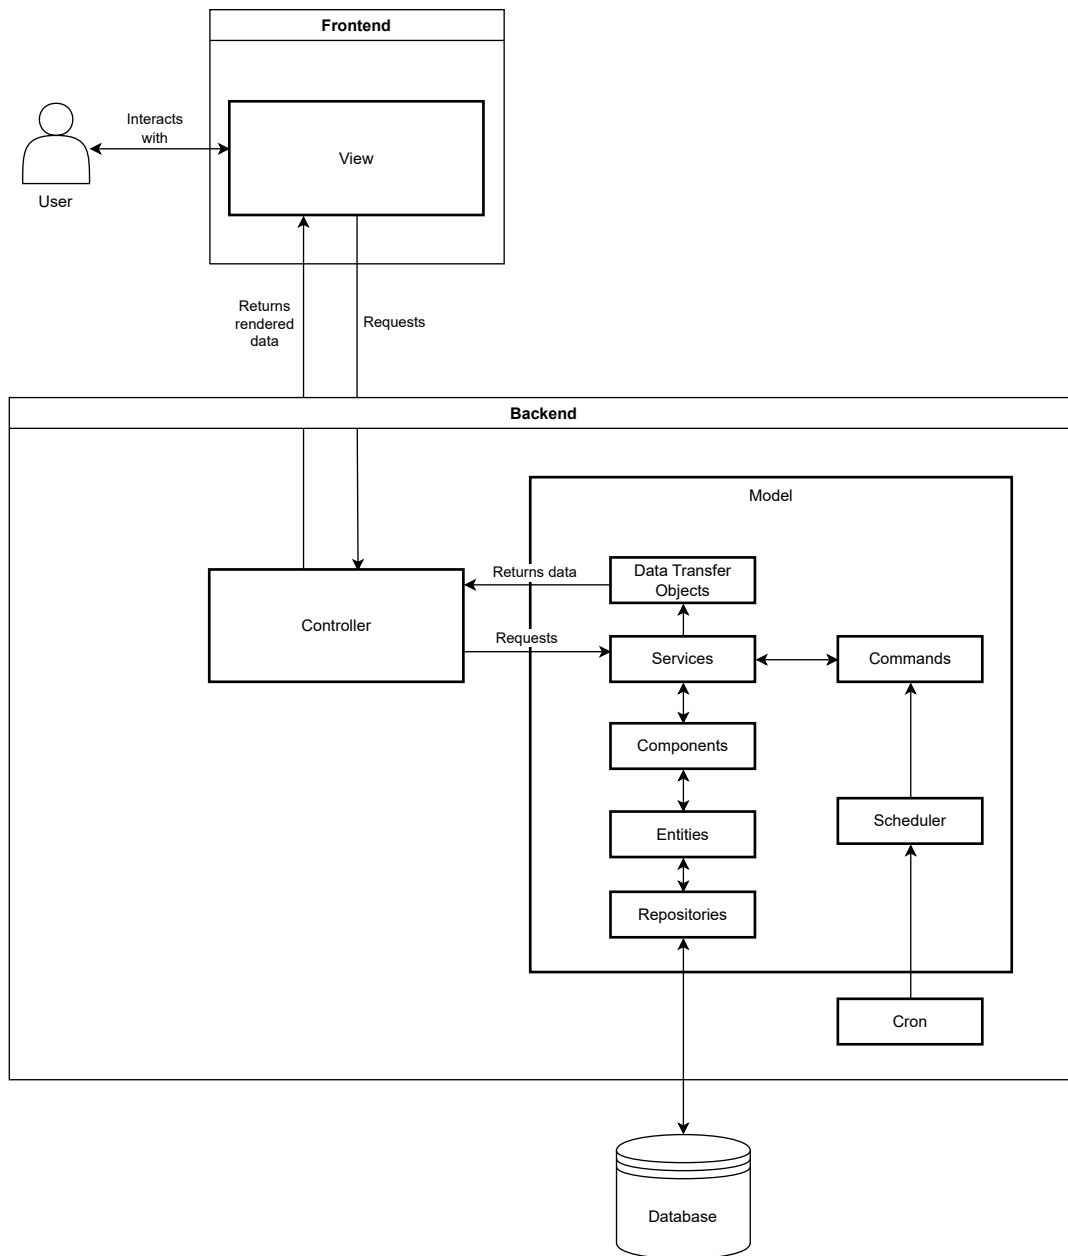 Frontend
Interacts
with
View
User
Returns
rendered
data
Requests
Backend
Model
Returns data
Data Transfer
Objects
Controller
Requests
Services
Commands
Components
Scheduler
Entities
Repositories
Cron
Database